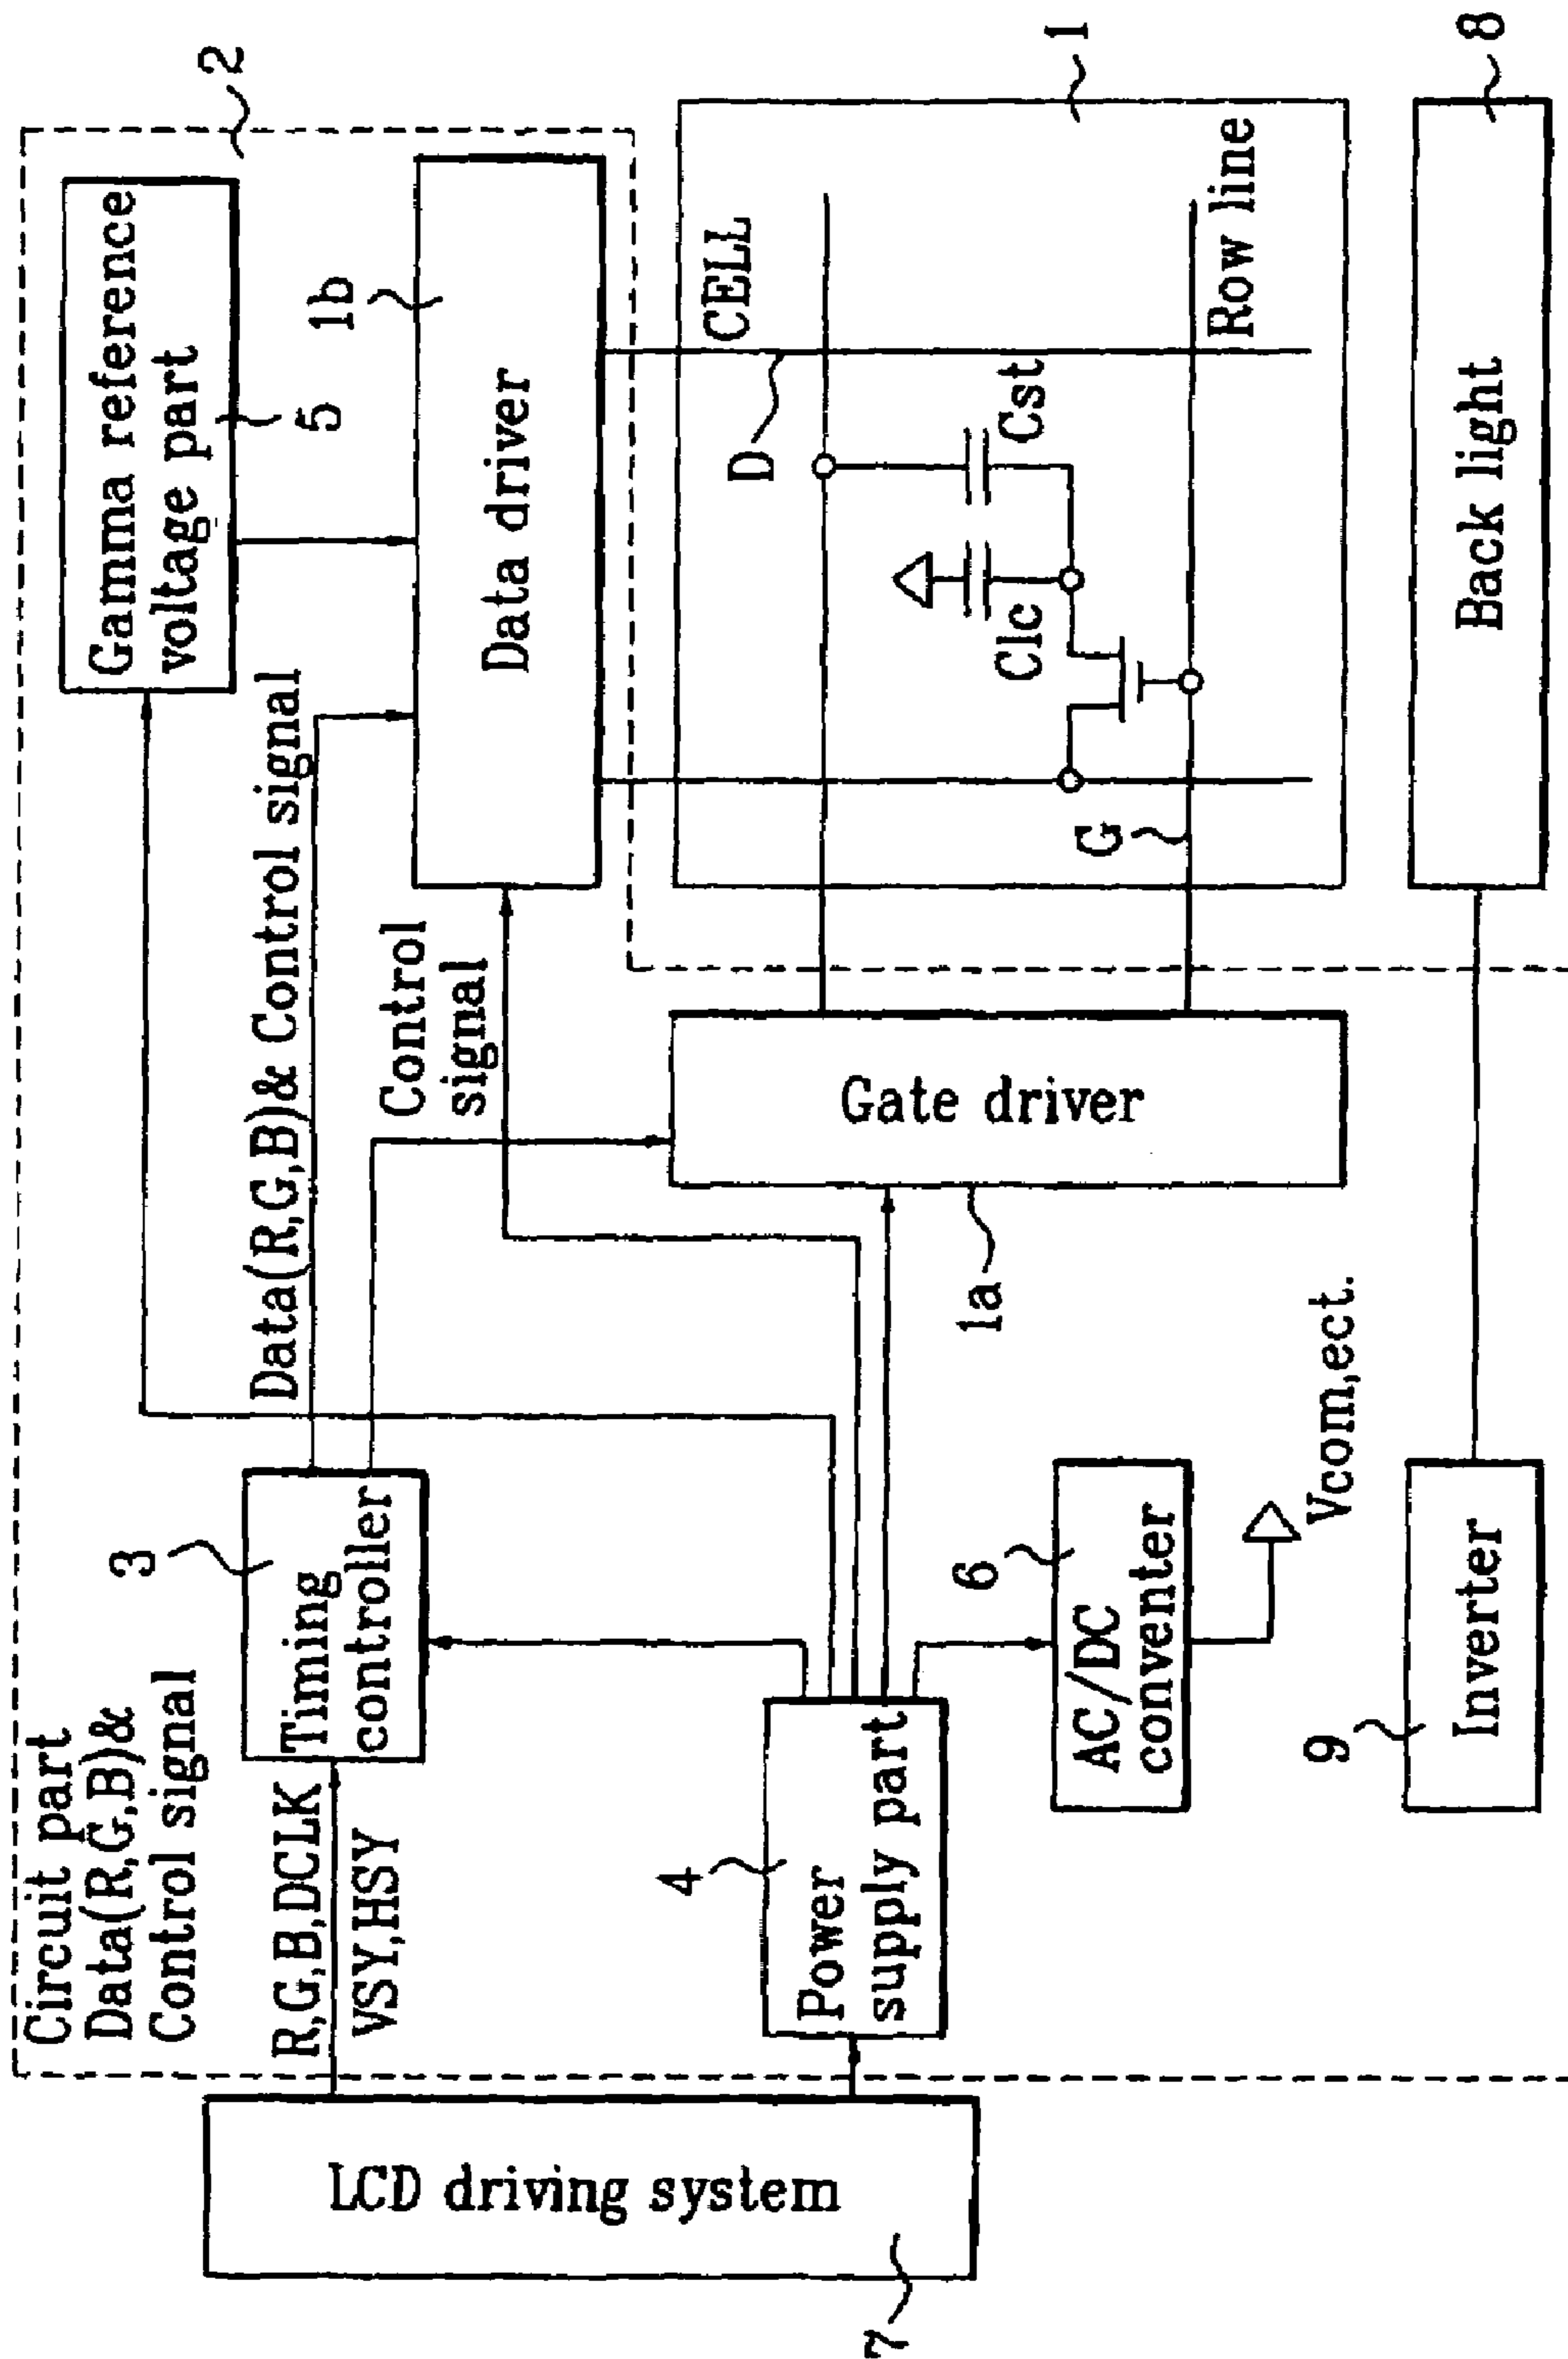 Circuit part
Data(R,G,B)&
Control signal
R,G,B,DCLK
VSY,HSY
3
Timing
controller
Data(R,G,B)& Control signal
Control
signal
Gamma reference
voltage part
5
2
1b
Data driver
LCD driving system
7
4
Power
supply part
6
AC/DC
conventer
Vcom,ect.
1a
Gate driver
CELL
D
Cst
Clc
G
Row line
1
9
Inverter
Back light
8